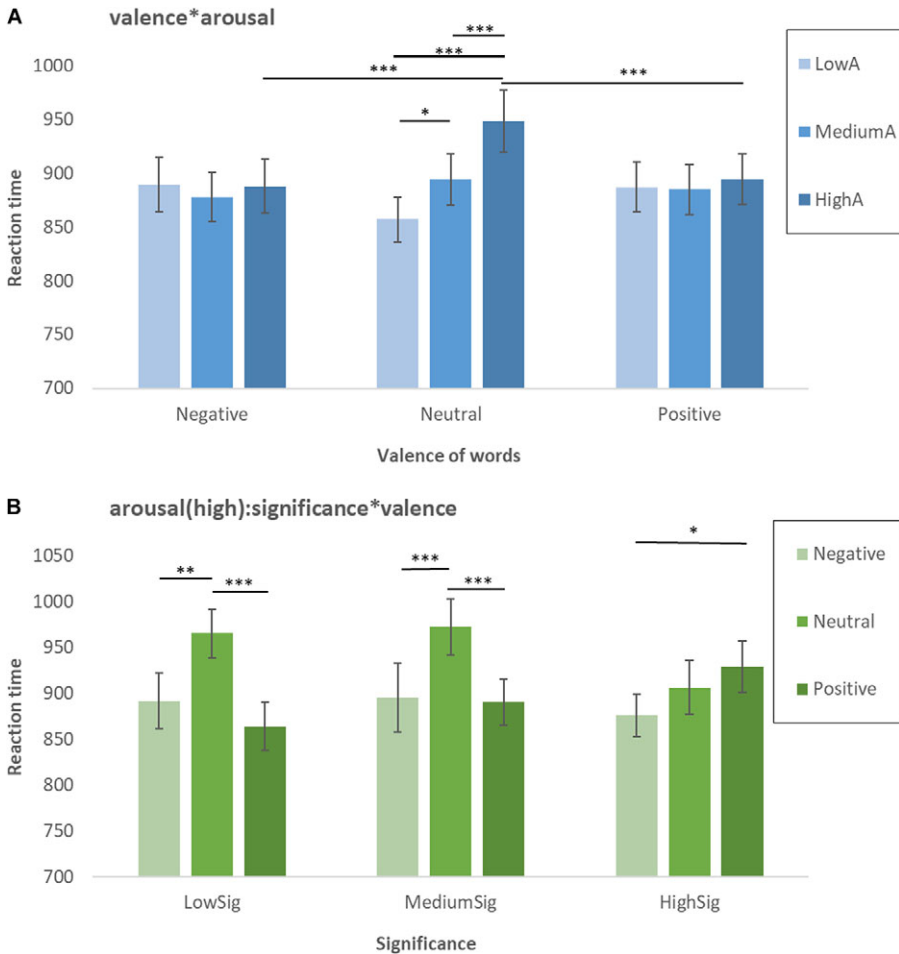 A
valence*arousal
***
***
***
***
*
1000
950
900
850
800
750
700
Reaction time
Negative
Neutral
Positive
Valence of words
LowA
MediumA
HighA
B
arousal(high):significance*valence
**
***
***
***
*
1050
1000
950
900
850
800
750
700
Reaction time
LowSig
MediumSig
HighSig
Significance
Negative
Neutral
Positive